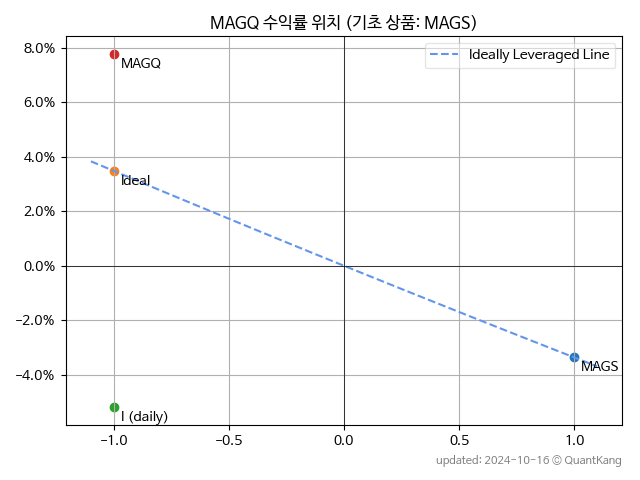 MAGQ 수익률 위치 (기초 상품: MAGS)
8.0%
6.0%
4.0%
2.0%
0.0%
−2.0%
−4.0%
Ideally Leveraged Line
MAGQ
Ideal
MAGS
I (daily)
−1.0 −0.5 0.0 0.5 1.0
updated: 2024-10-16 © QuantKang